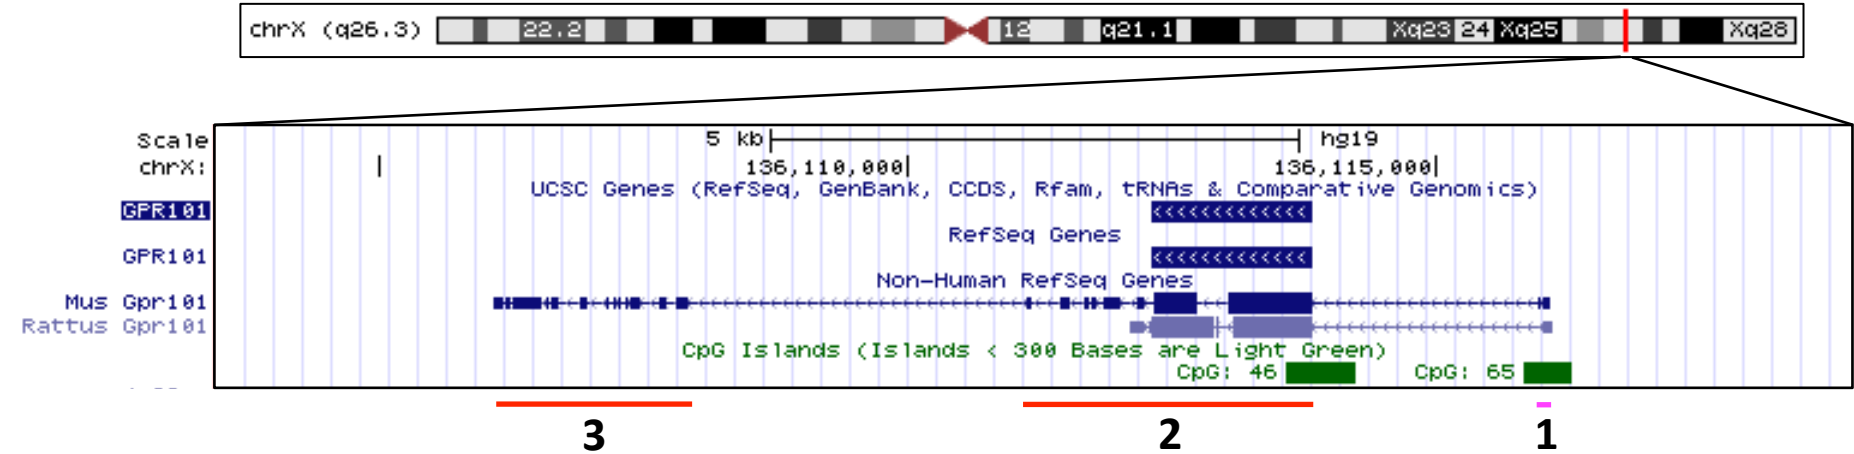 chrX (q26.3) 22.2 12 q21.1 Xq23 24 Xq25 Xq28
Scale 5 kb hg19
chrX: 136,110,000 136,115,000
UCSC Genes (RefSeq, GenBank, CCDS, Rfam, tRNAs & Comparative Genomics)
GPR101
RefSeq Genes
GPR101
Non-Human RefSeq Genes
Mus Gpr101
Rattus Gpr101
CpG Islands (Islands < 300 Bases are Light Green)
CpG: 46 CpG: 65
3 2 1